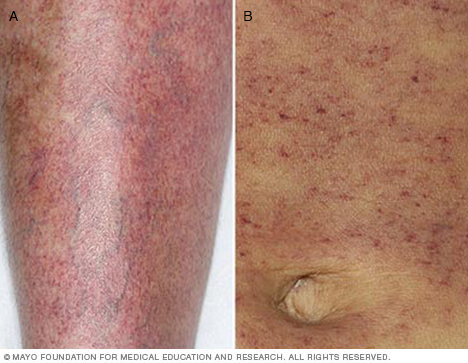 A
B
© MAYO FOUNDATION FOR MEDICAL EDUCATION AND RESEARCH. ALL RIGHTS RESERVED.